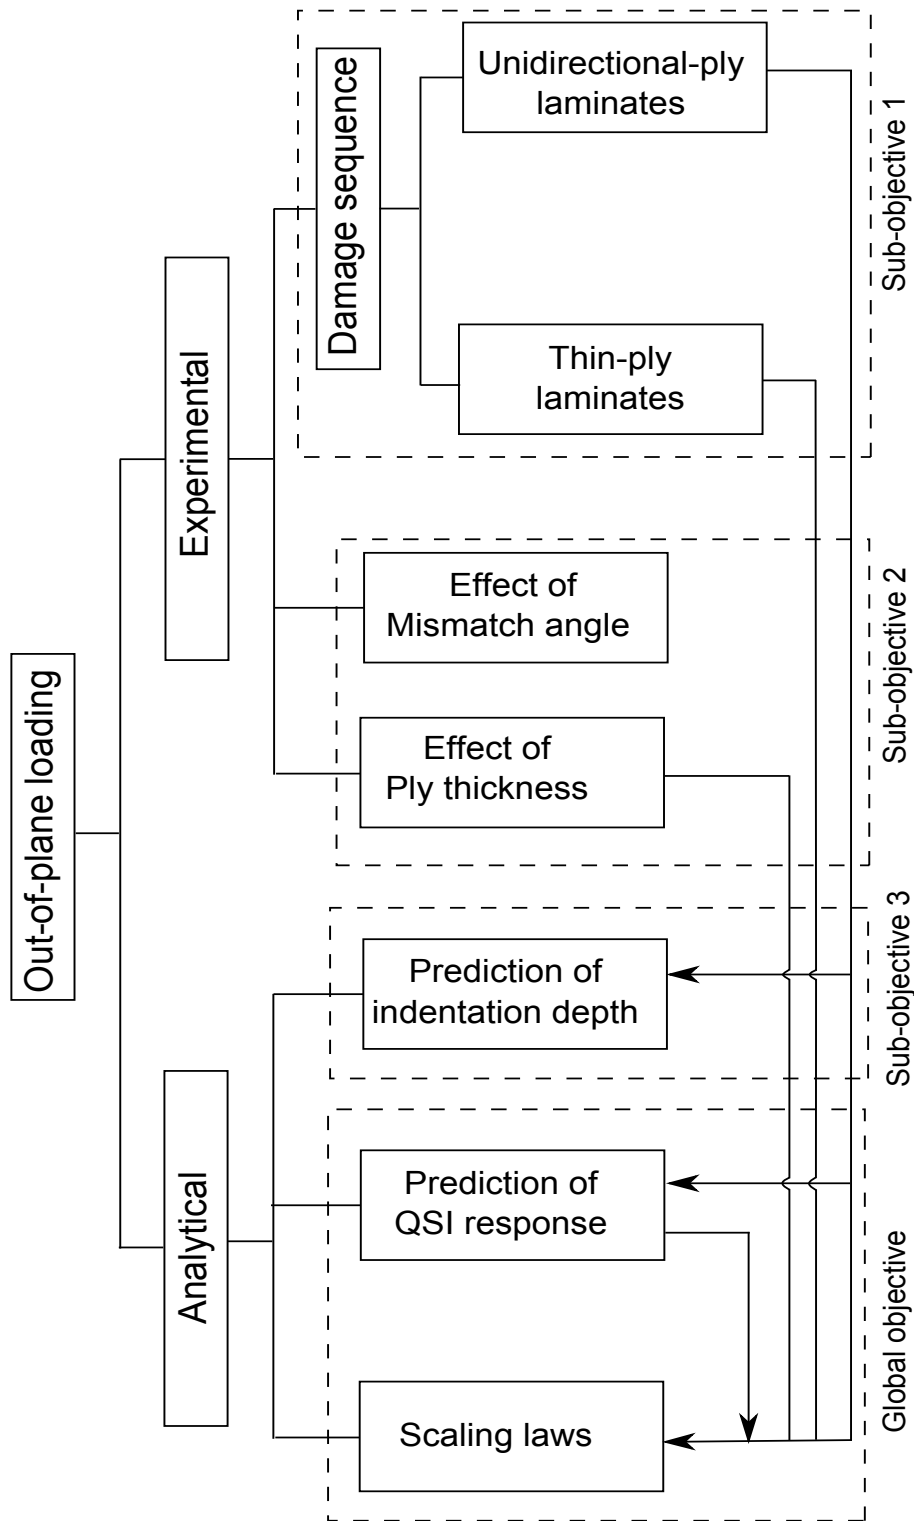 Out-of-plane loading
Experimental
Analytical
Damage sequence
Unidirectional-ply
laminates
Thin-ply
laminates
Sub-objective 1
Effect of
Mismatch angle
Effect of
Ply thickness
Sub-objective 2
Prediction of
indentation depth
Sub-objective 3
Prediction of
QSI response
Scaling laws
Global objective